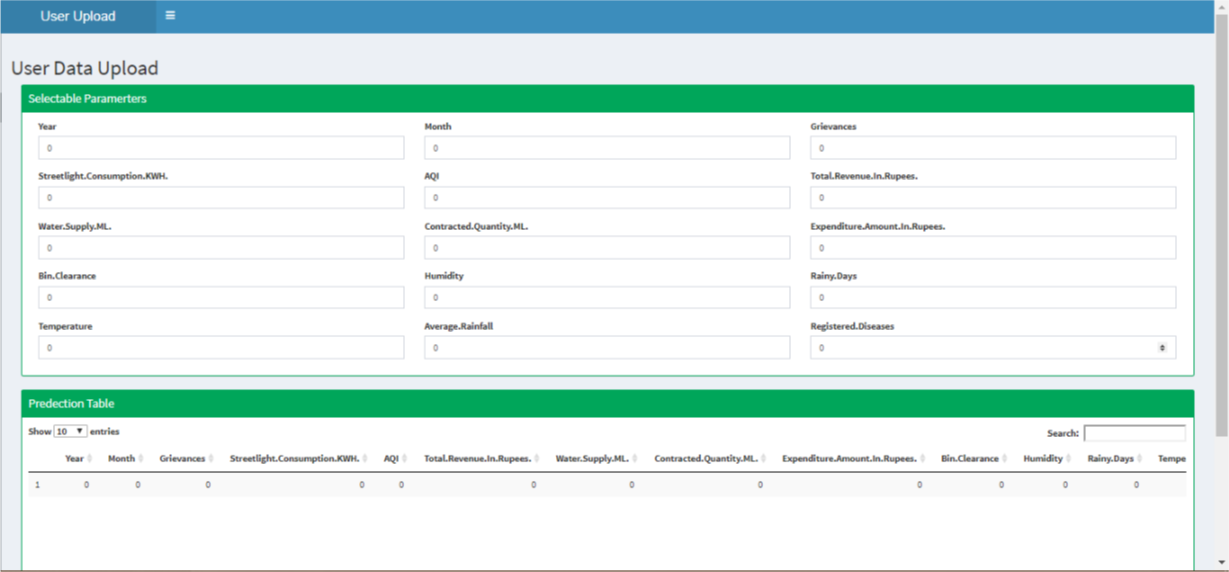 User Upload
User Data Upload
Selectable Paramerters
Year Month Grievances
0 0 0
Streetlight.Consumption.KWH. AQI Total.Revenue.In.Rupees.
0 0 0
Water.Supply.ML. Contracted.Quantity.ML. Expenditure.Amount.In.Rupees.
0 0 0
Bin.Clearance Humidity Rainy.Days
0 0 0
Temperature Average.Rainfall Registered.Diseases
0 0 0
Predection Table
Show 10 entries Search:
Year Month Grievances Streetlight.Consumption.KWH. AQI Total.Revenue.In.Rupees. Water.Supply.ML. Contracted.Quantity.ML. Expenditure.Amount.In.Rupees. Bin.Clearance Humidity Rainy.Days Tempe
1 0 0 0 0 0 0 0 0 0 0 0 0